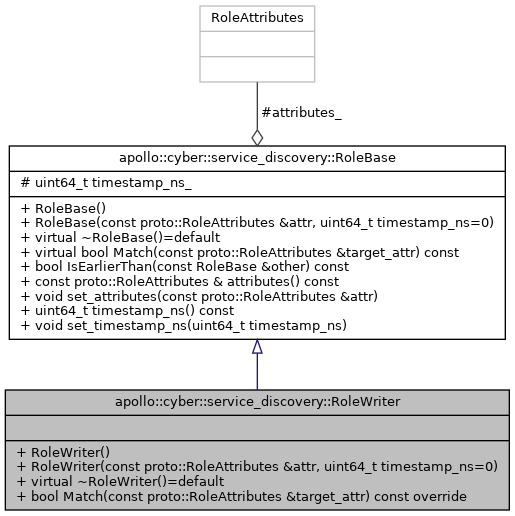 RoleAttributes
#attributes_
apollo::cyber::service_discovery::RoleBase
# uint64_t timestamp_ns_
+ RoleBase()
+ RoleBase(const proto::RoleAttributes &attr, uint64_t timestamp_ns=0)
+ virtual ~RoleBase()=default
+ virtual bool Match(const proto::RoleAttributes &target_attr) const
+ bool IsEarlierThan(const RoleBase &other) const
+ const proto::RoleAttributes & attributes() const
+ void set_attributes(const proto::RoleAttributes &attr)
+ uint64_t timestamp_ns() const
+ void set_timestamp_ns(uint64_t timestamp_ns)
apollo::cyber::service_discovery::RoleWriter
+ RoleWriter()
+ RoleWriter(const proto::RoleAttributes &attr, uint64_t timestamp_ns=0)
+ virtual ~RoleWriter()=default
+ bool Match(const proto::RoleAttributes &target_attr) const override